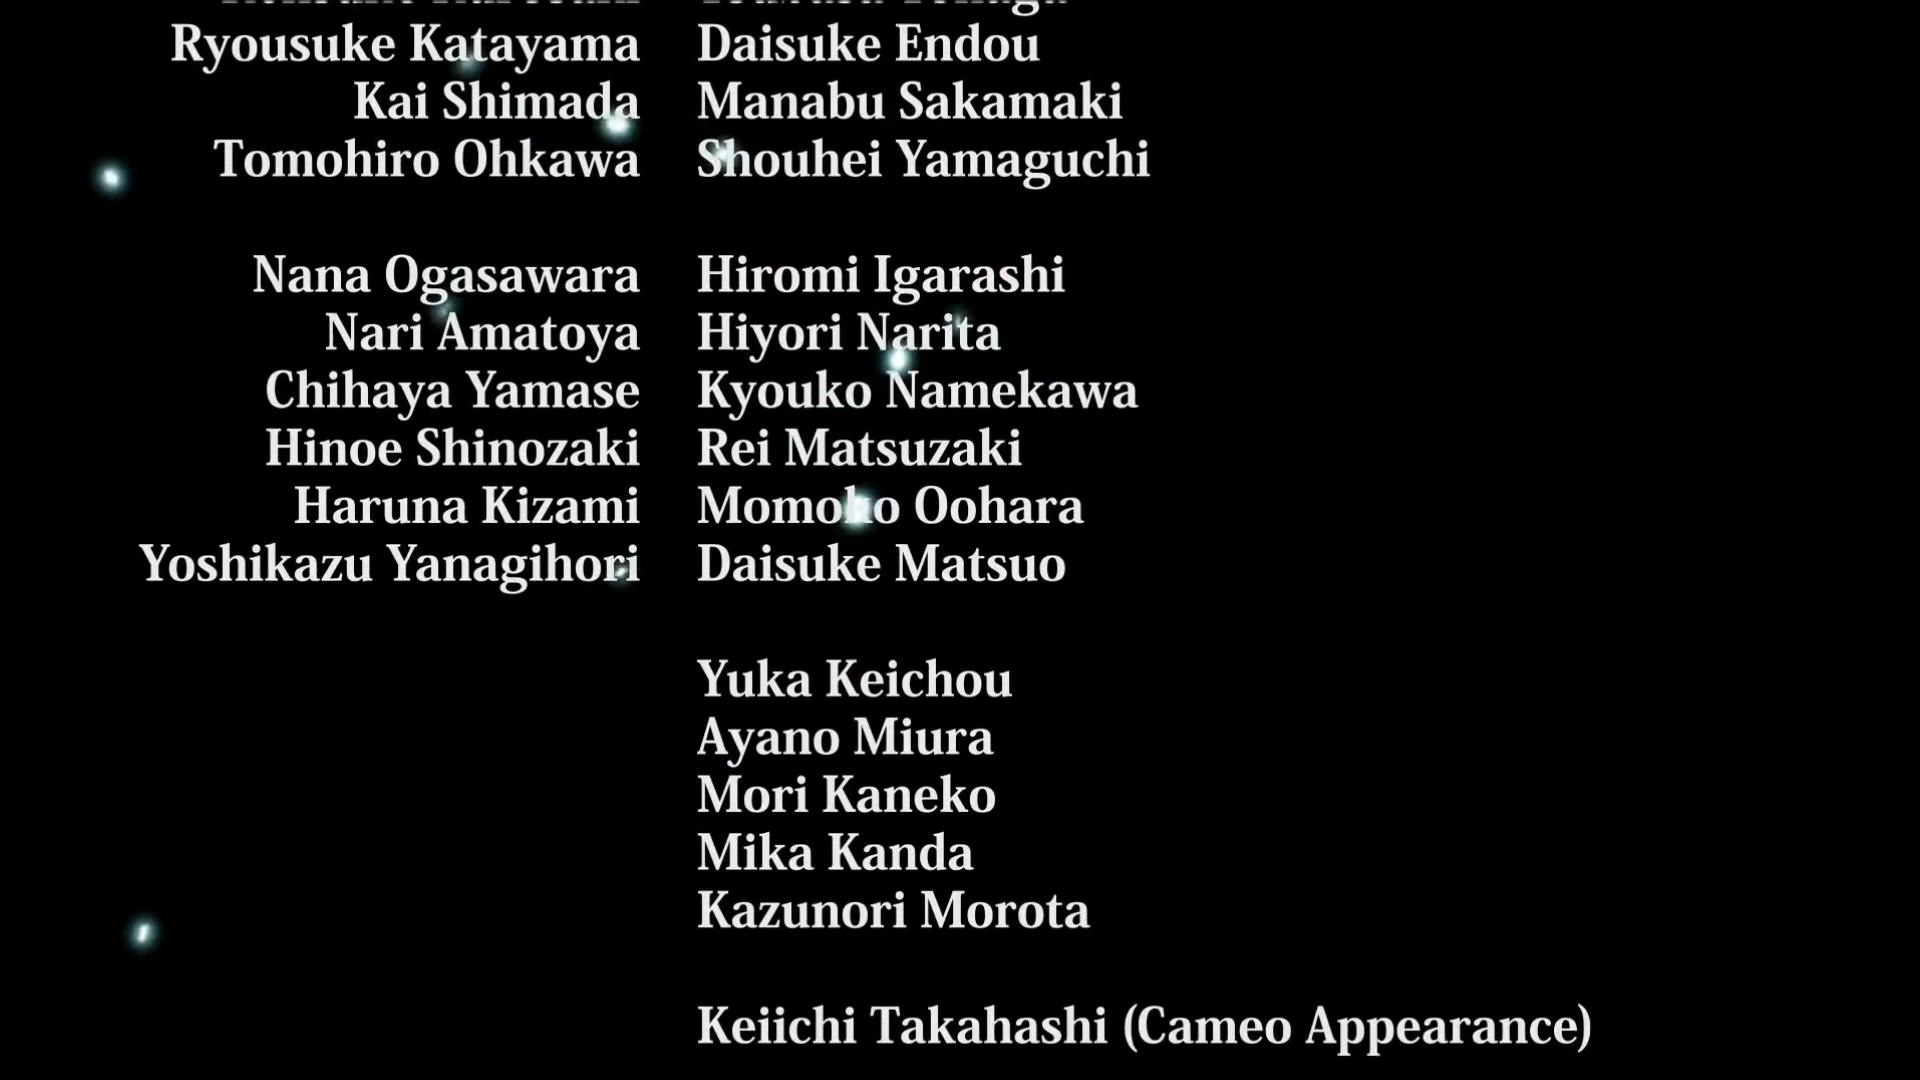 Ryousuke Katayama Daisuke Endou
Kai Shimada Manabu Sakamaki
Tomohiro Ohkawa Shouhei Yamaguchi
Nana Ogasawara Hiromi Igarashi
Nari Amatoya Hiyori Narita
Chihaya Yamase Kyouko Namekawa
Hinoe Shinozaki Rei Matsuzaki
Haruna Kizami Momoko Oohara
Yoshikazu Yanagihori Daisuke Matsuo
Yuka Keichou
Ayano Miura
Mori Kaneko
Mika Kanda
Kazunori Morota
Keiichi Takahashi (Cameo Appearance)